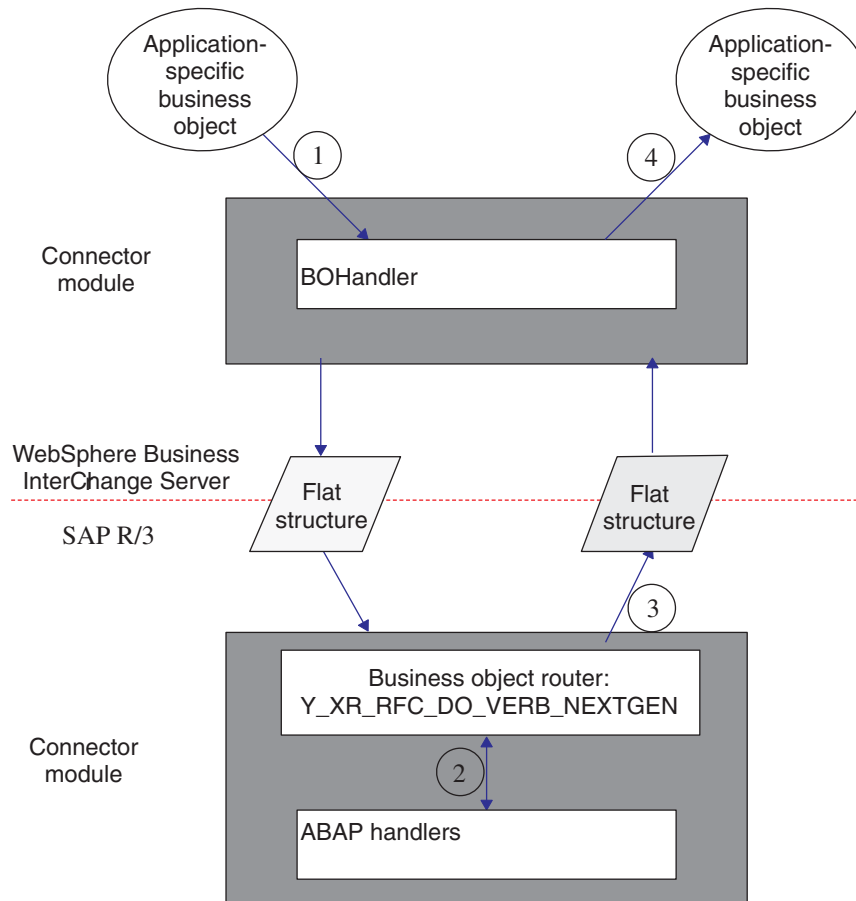 Application-
specific
business
object
Application-
specific
business
object
1
4
Connector
module
BOHandler
WebSphere Business
InterChange Server
Flat
structure
Flat
structure
SAP R/3
3
Business object router:
Y_XR_RFC_DO_VERB_NEXTGEN
Connector
module
2
ABAP handlers